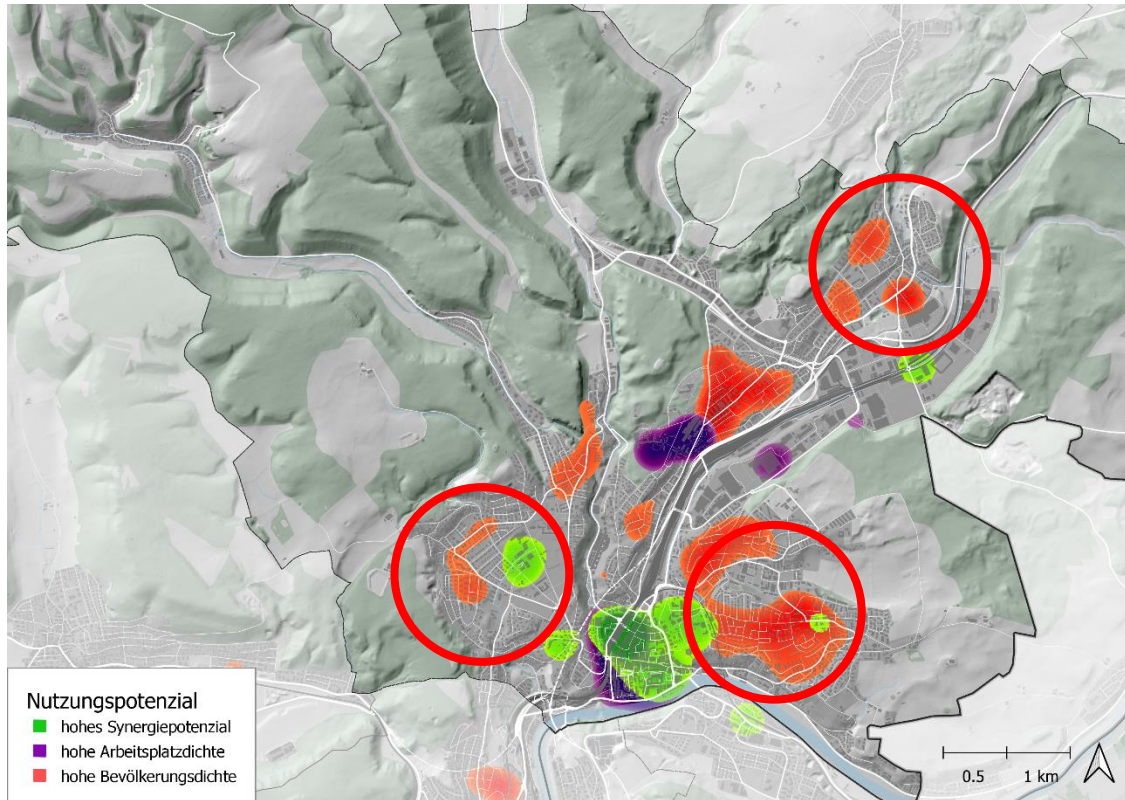 Nutzungspotenzial
hohes Synergiepotenzial
hohe Arbeitsplatzdichte
hohe Bevölkerungsdichte
0.5 1 km